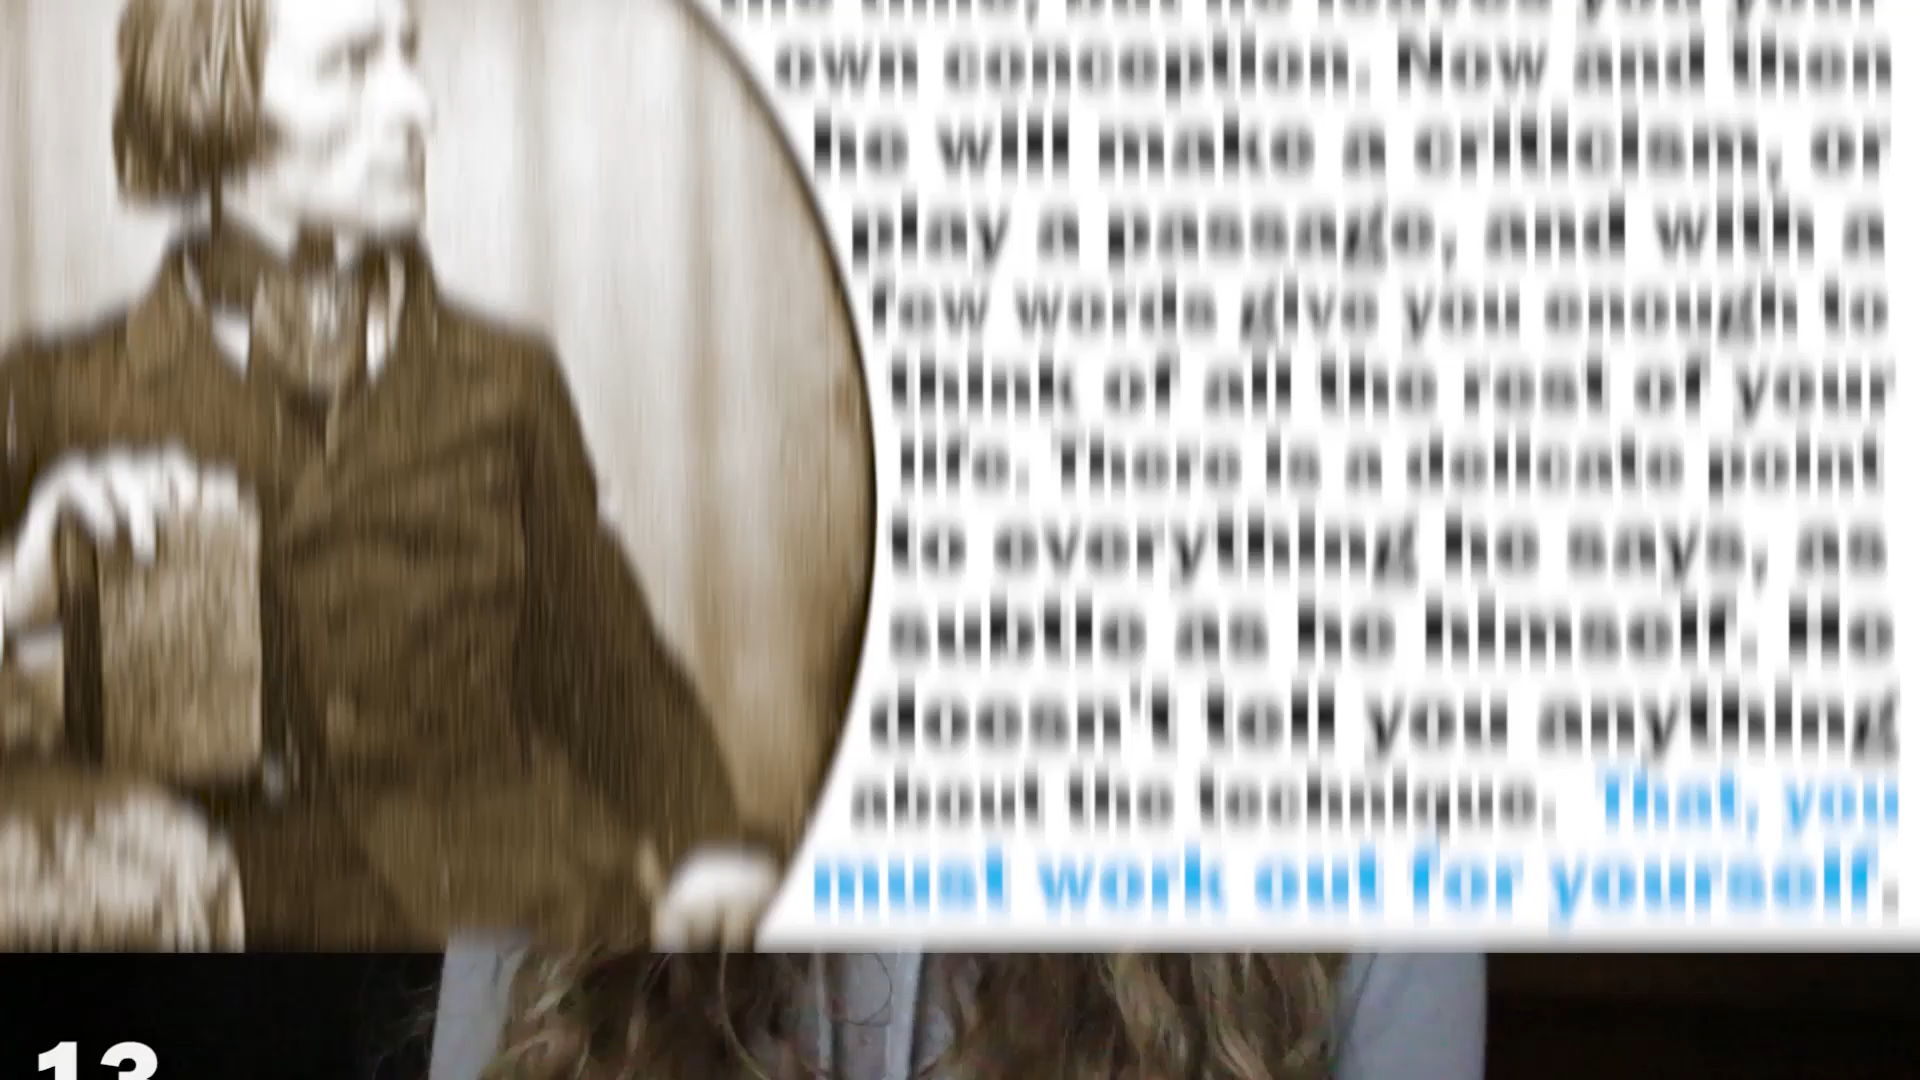 own conception. Now and then
he will make a criticism, or
play a passage, and with a
few words give you enough to
think of all the rest of your
life. There is a delicate point
to everything he says, as
subtle as he himself. He
doesn't tell you anything
about the technique. That, you
must work out for yourself.
13